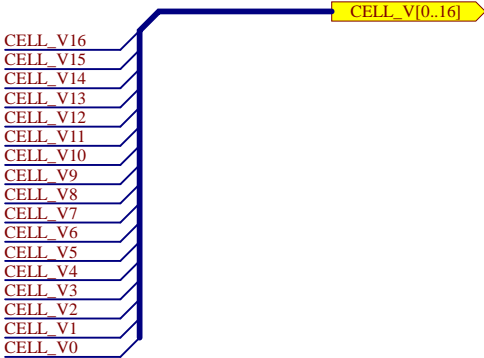 CELL_V[0..16]
CELL_V16
CELL_V15
CELL_V14
CELL_V13
CELL_V12
CELL_V11
CELL_V10
CELL_V9
CELL_V8
CELL_V7
CELL_V6
CELL_V5
CELL_V4
CELL_V3
CELL_V2
CELL_V1
CELL_V0